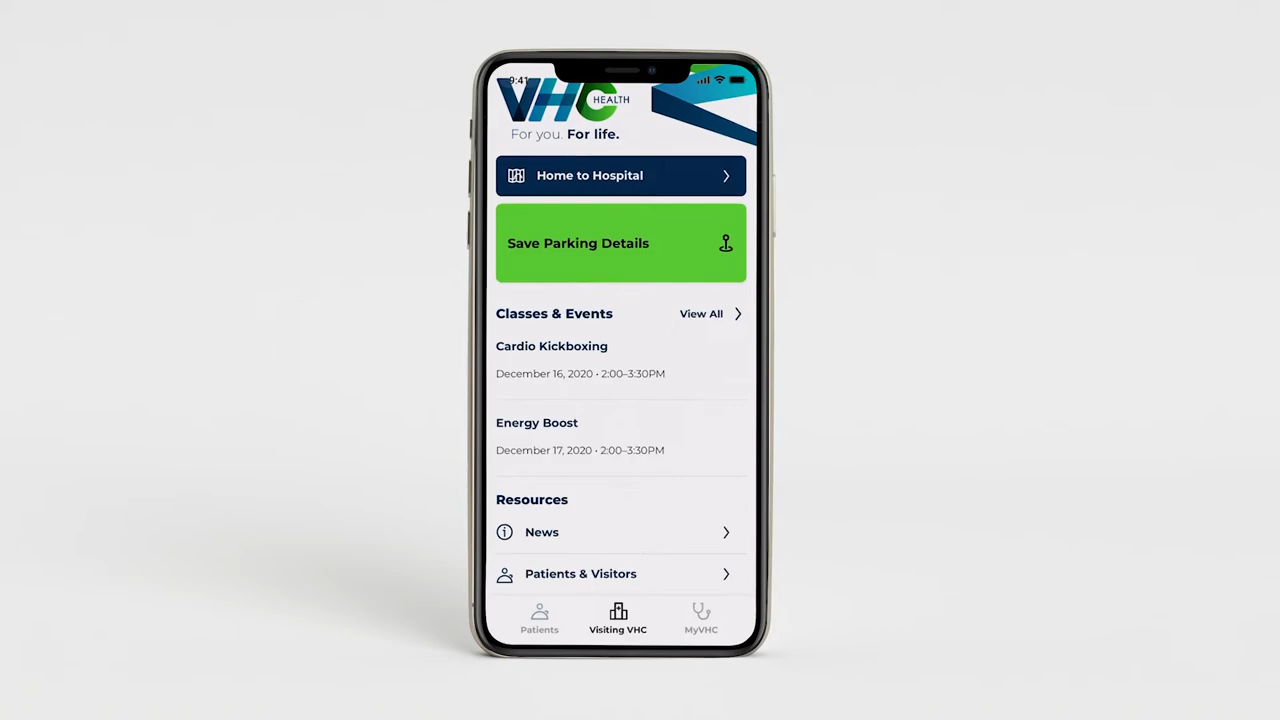 9:41
VHC HEALTH
For you. For life.
Home to Hospital
Save Parking Details
Classes & Events View All
Cardio Kickboxing
December 16, 2020 • 2:00–3:30PM
Energy Boost
December 17, 2020 • 2:00–3:30PM
Resources
News
Patients & Visitors
Patients Visiting VHC MyVHC